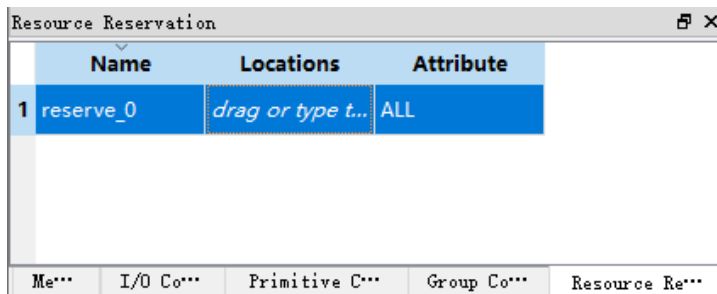 Resource Reservation
Name Locations Attribute
1 reserve_0 drag or type t... ALL
Me... I/O Co... Primitive C... Group Co... Resource Re...